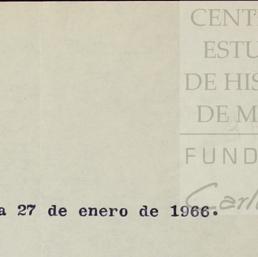 CENT
ESTU
DE HIS
DE M
FUND
Carl
a 27 de enero de 1966.